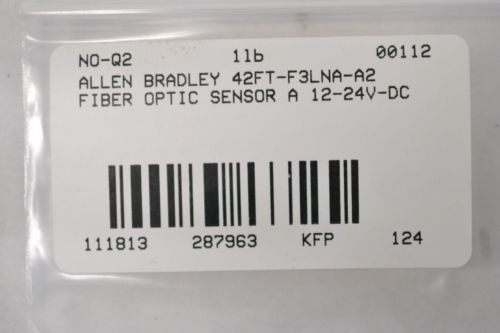 NO-Q2 1lb 00112
ALLEN BRADLEY 42FT-F3LNA-A2
FIBER OPTIC SENSOR A 12-24V-DC
111813 287963 KFP 124